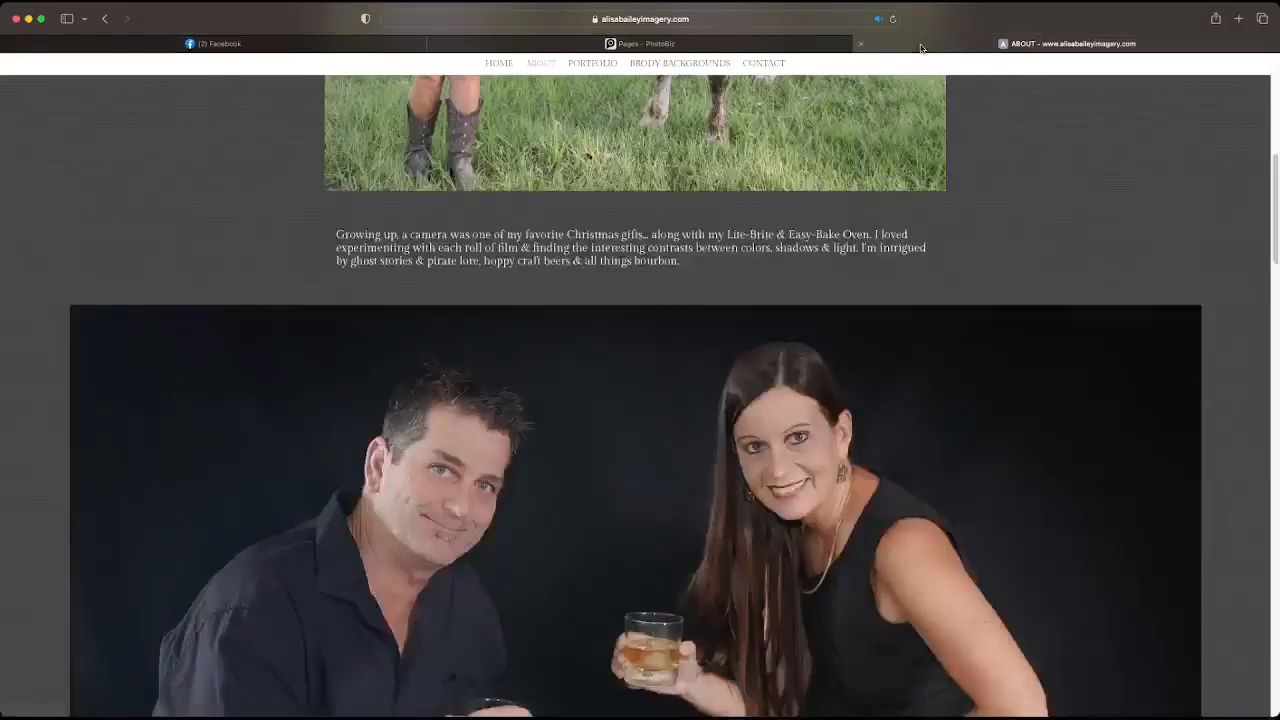 alisabaileyimagery.com
(2) Facebook
Pages - PhotoBiz
A ABOUT - www.alisabaileyimagery.com
HOME ABOUT PORTFOLIO BRODY BACKGROUNDS CONTACT
Growing up, a camera was one of my favorite Christmas gifts... along with my Lite-Brite & Easy-Bake Oven. I loved
experimenting with each roll of film & finding the interesting contrasts between colors, shadows & light. I'm intrigued
by ghost stories & pirate lore, hoppy craft beers & all things bourbon.